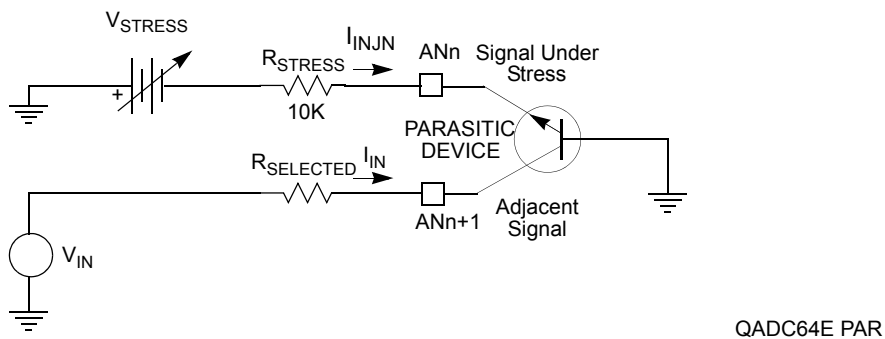 VSTRESS
RSTRESS
IINJN
ANn
Signal Under
Stress
+
10K
PARASITIC
DEVICE
RSELECTED
IIN
ANn+1
Adjacent
Signal
VIN
QADC64E PAR